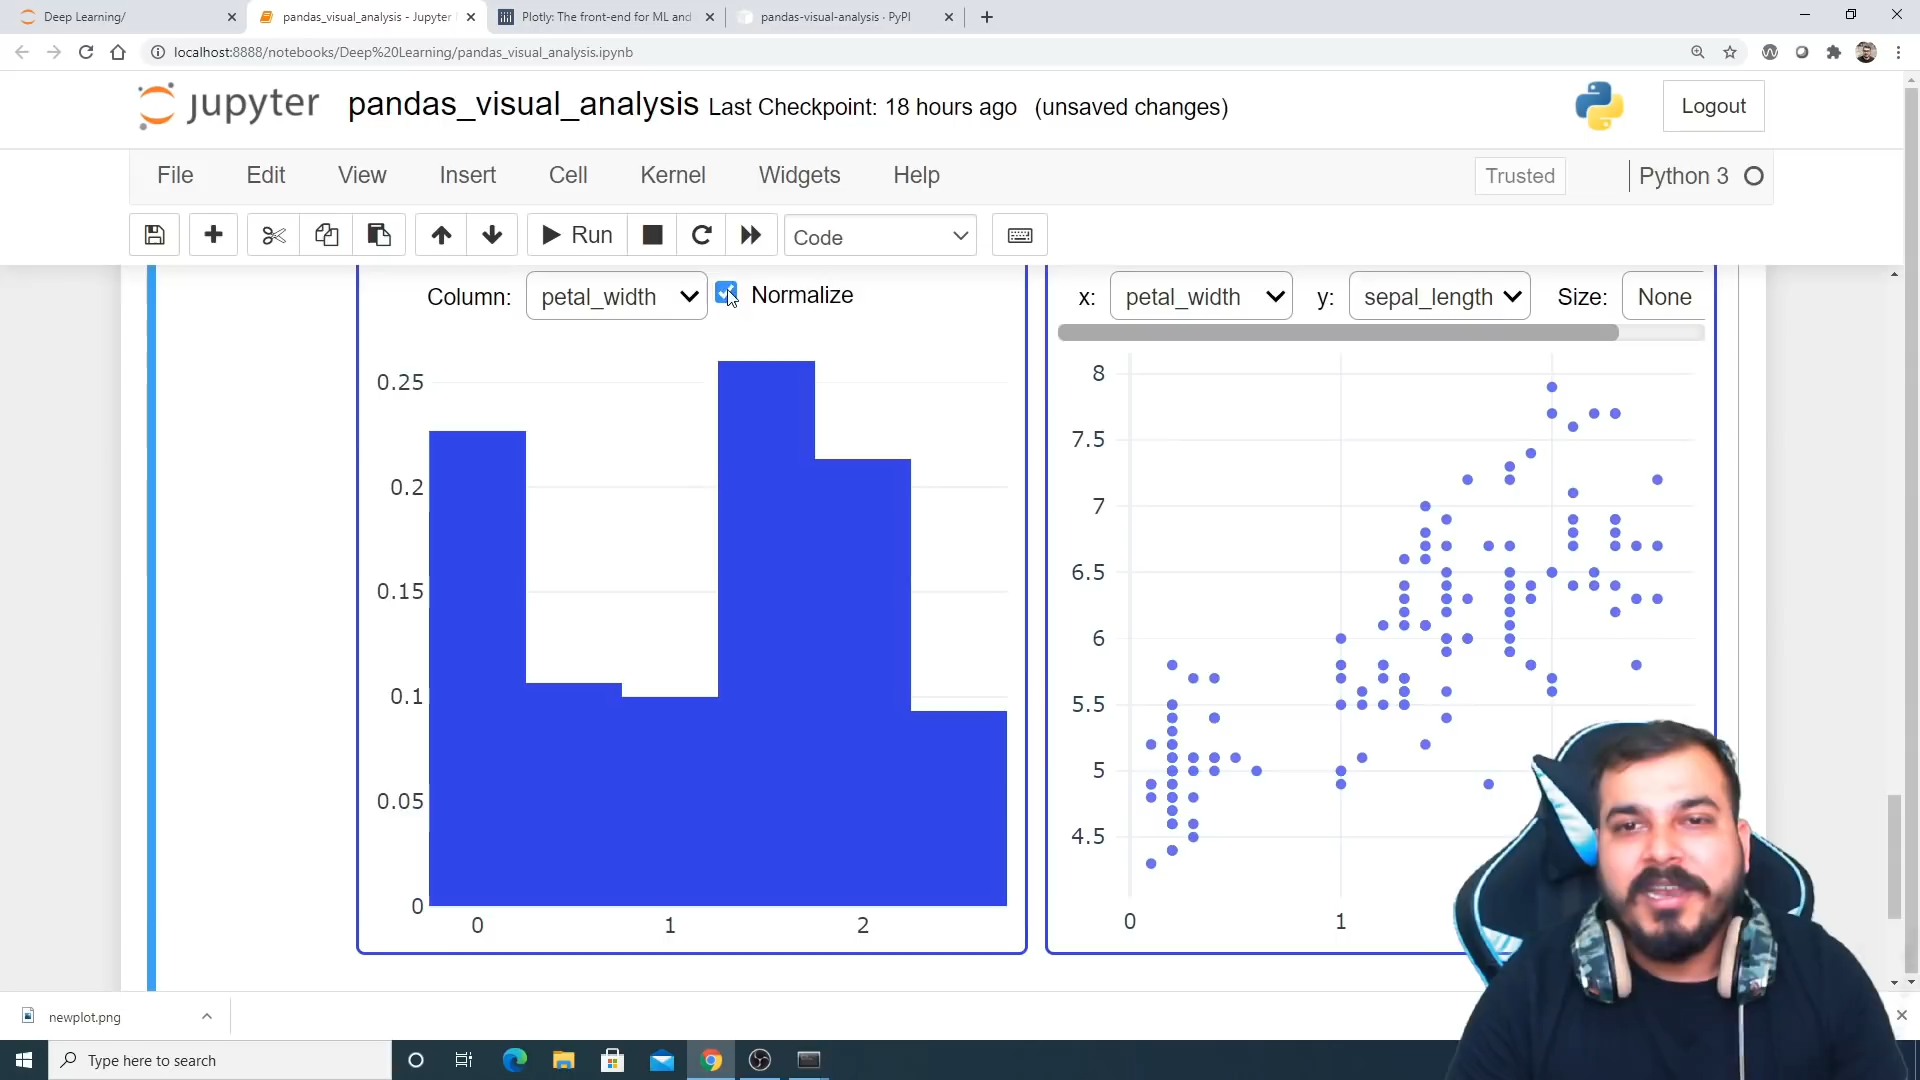 Deep Learning/
pandas_visual_analysis - Jupyter
Plotly: The front-end for ML and
pandas-visual-analysis · PyPI
localhost:8888/notebooks/Deep%20Learning/pandas_visual_analysis.ipynb
jupyter pandas_visual_analysis Last Checkpoint: 18 hours ago (unsaved changes)
Logout
File Edit View Insert Cell Kernel Widgets Help
Trusted
Python 3
Run
Code
Column: petal_width Normalize
x: petal_width y: sepal_length Size: None
0.25
0.2
0.15
0.1
0.05
0
0 1 2
8
7.5
7
6.5
6
5.5
5
4.5
0 1
newplot.png
Type here to search